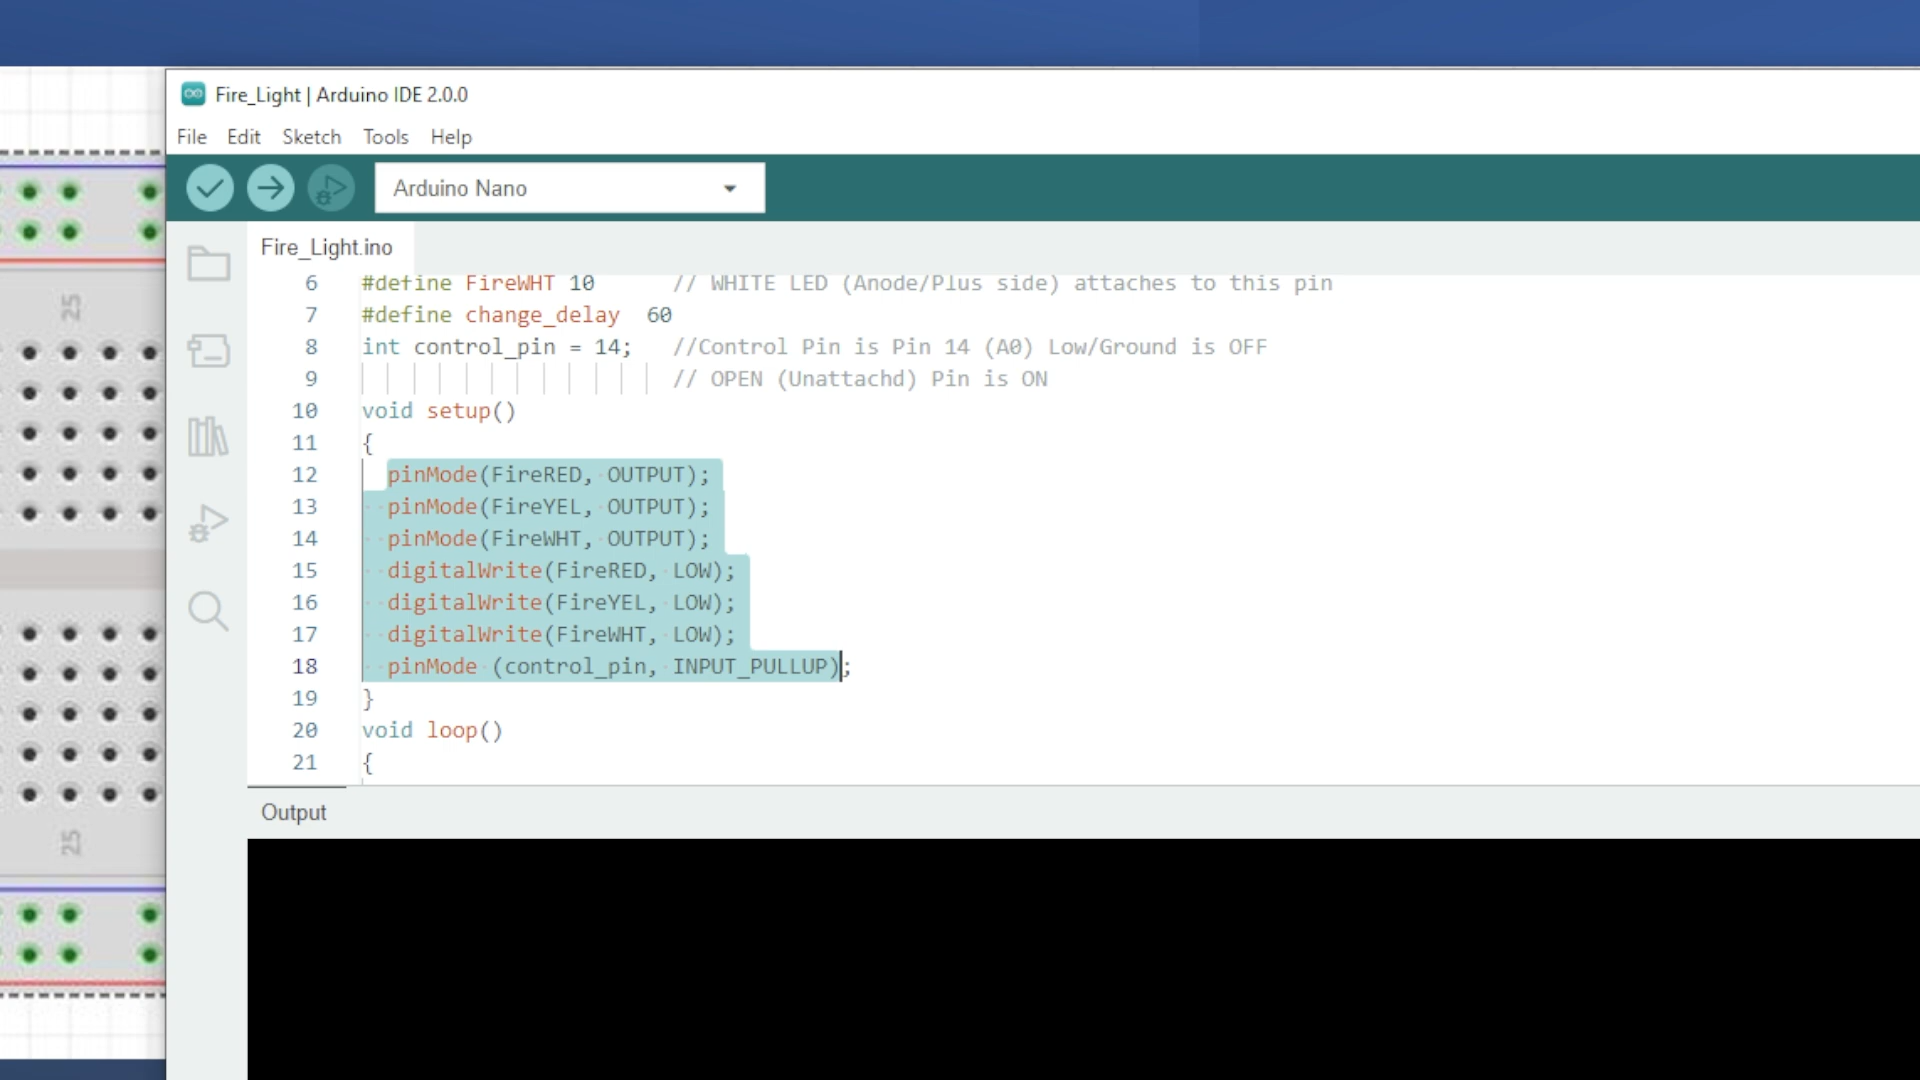 Fire_Light | Arduino IDE 2.0.0
File Edit Sketch Tools Help
Arduino Nano
Fire_Light.ino
25
6 #define FireWHT 10 // WHITE LED (Anode/Plus side) attaches to this pin
7 #define change_delay 60
8 int control_pin = 14; //Control Pin is Pin 14 (A0) Low/Ground is OFF
9 // OPEN (Unattachd) Pin is ON
10 void setup()
11 {
12 pinMode(FireRED, OUTPUT);
13 pinMode(FireYEL, OUTPUT);
14 pinMode(FireWHT, OUTPUT);
15 digitalWrite(FireRED, LOW);
16 digitalWrite(FireYEL, LOW);
17 digitalWrite(FireWHT, LOW);
18 pinMode (control_pin, INPUT_PULLUP);
19 }
20 void loop()
21 {
Output
25